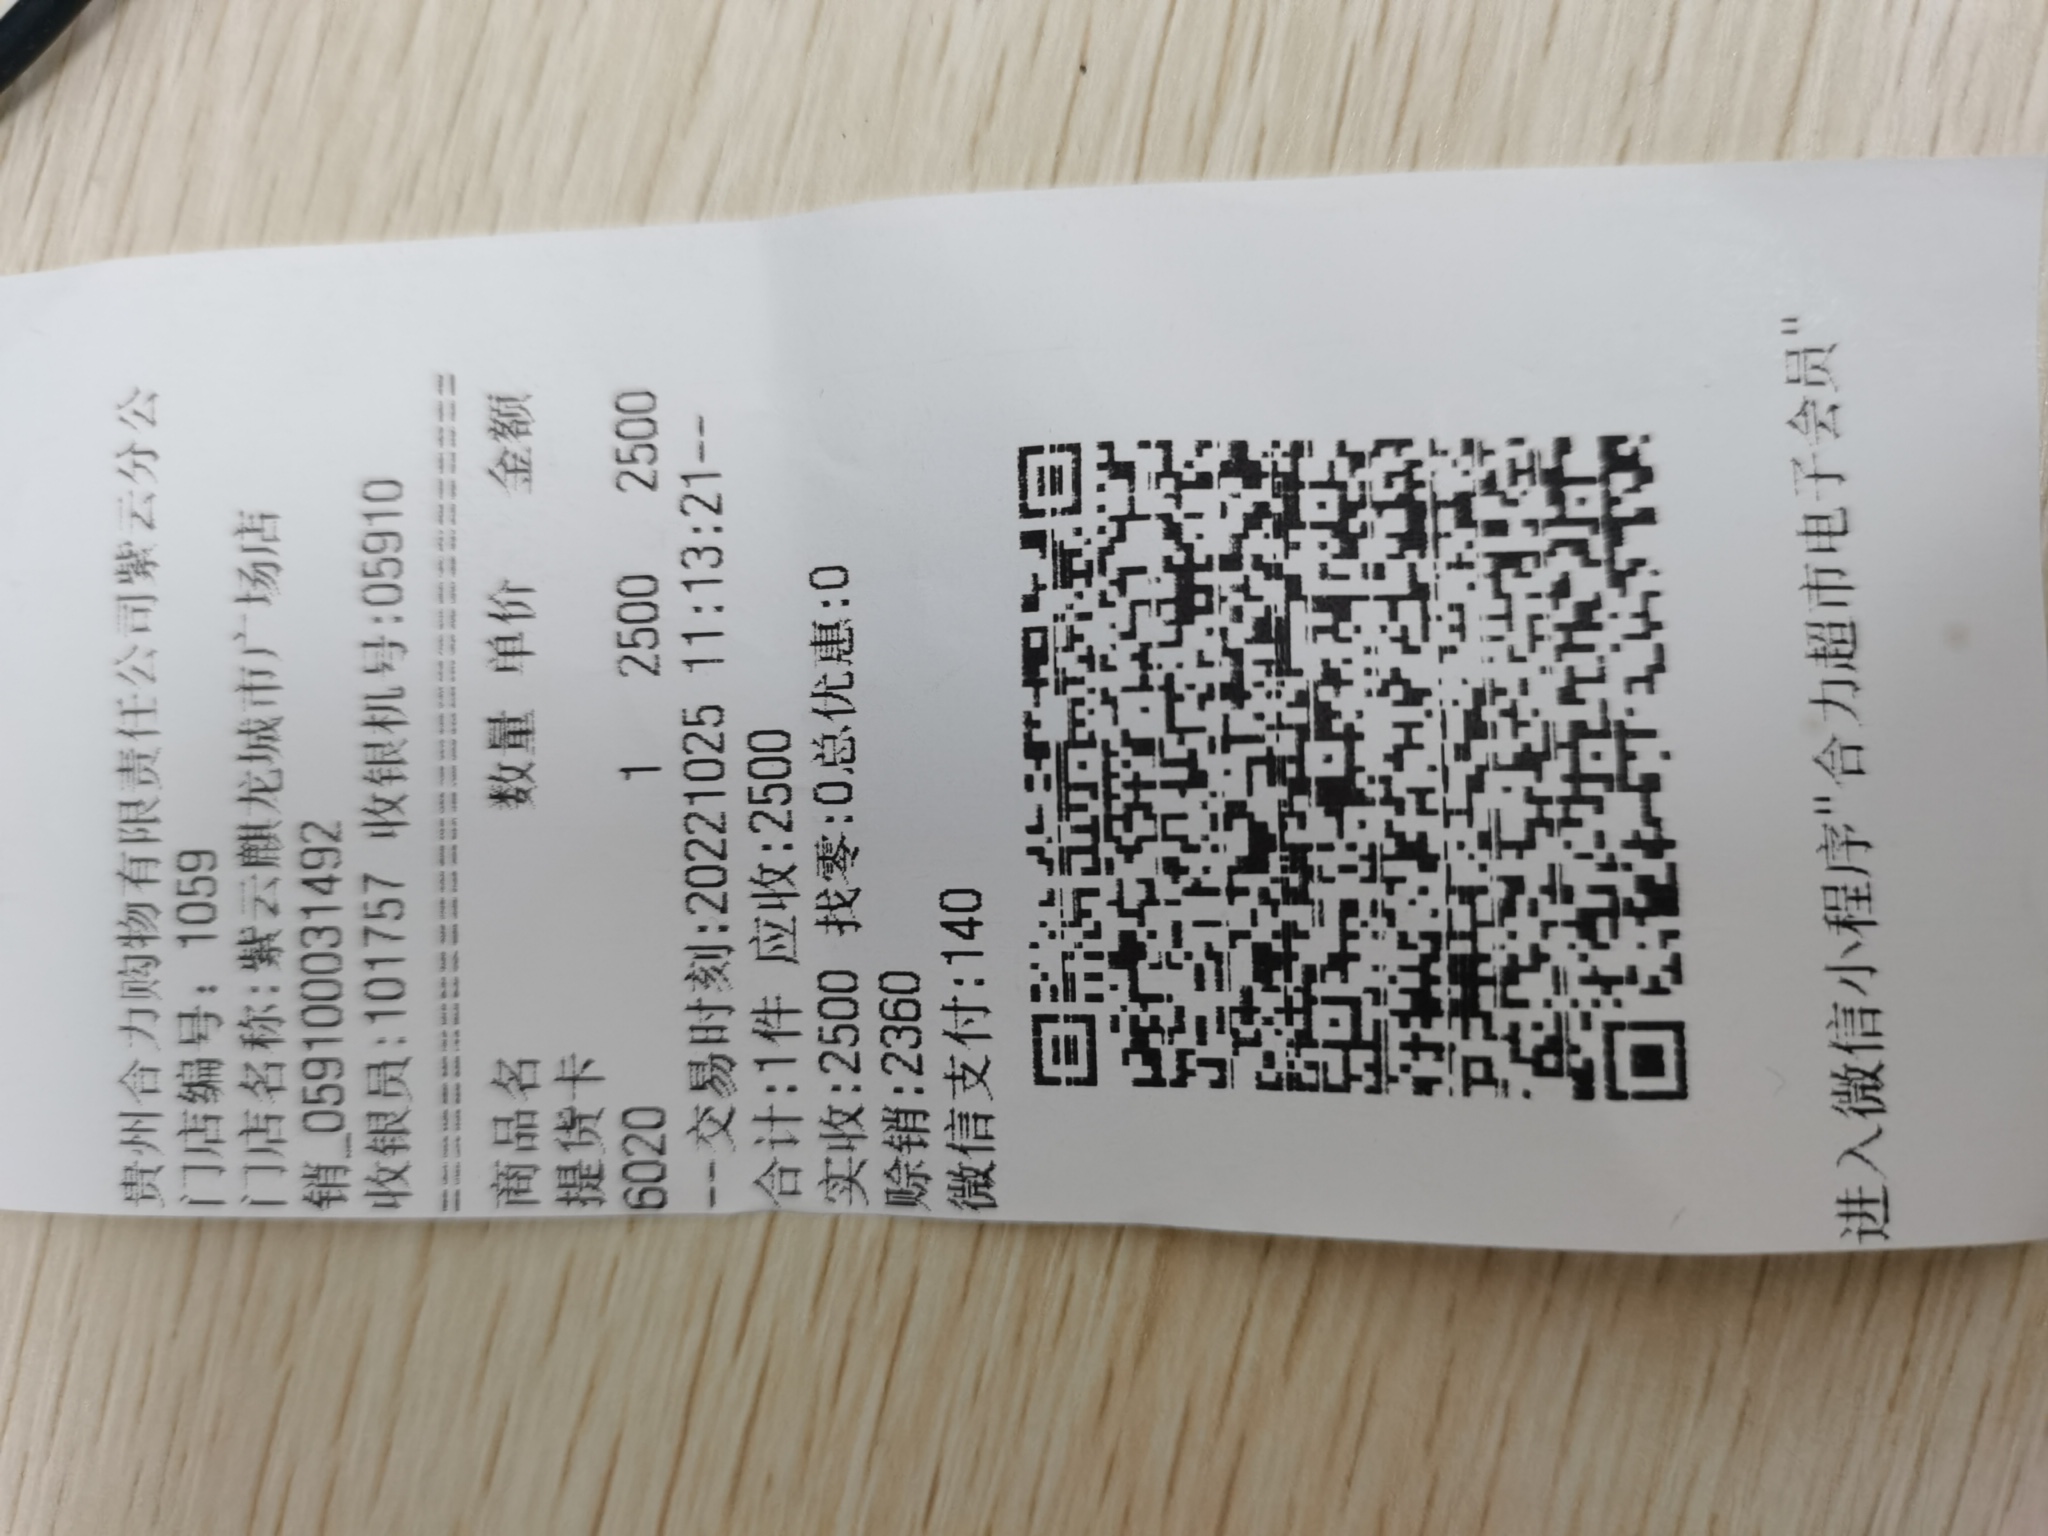 贵州合力购物有限责任公司紫云分公
门店编号: 1059
门店名称:紫云麒龙城市广场店
销_0591000031492
收银员:101757 收银机号:05910
========================================
商品名 数量 单价 金额
提货卡
6020 1 2500 2500
--交易时刻:20221025 11:13:21--
合计:1件 应收:2500
实收:2500 找零:0总优惠:0
赊销:2360
微信支付:140
进入微信小程序"合力超市电子会员"